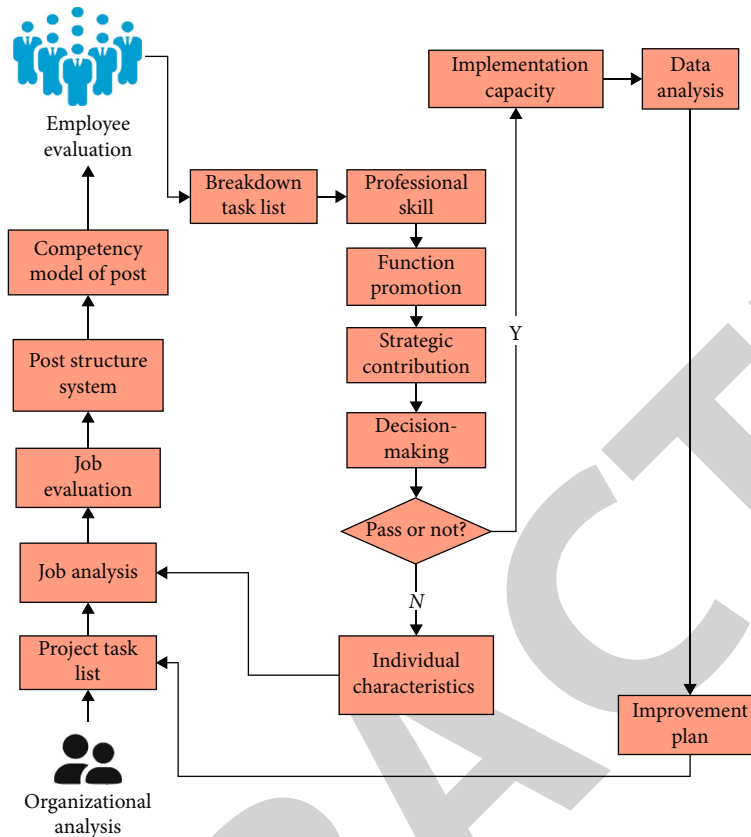 Employee
evaluation
Competency
model of post
Post structure
system
Job
evaluation
Job analysis
Project task
list
Organizational
analysis
Breakdown
task list
Professional
skill
Function
promotion
Strategic
contribution
Decision-
making
Pass or not?
Y
N
Individual
characteristics
Implementation
capacity
Data
analysis
Improvement
plan